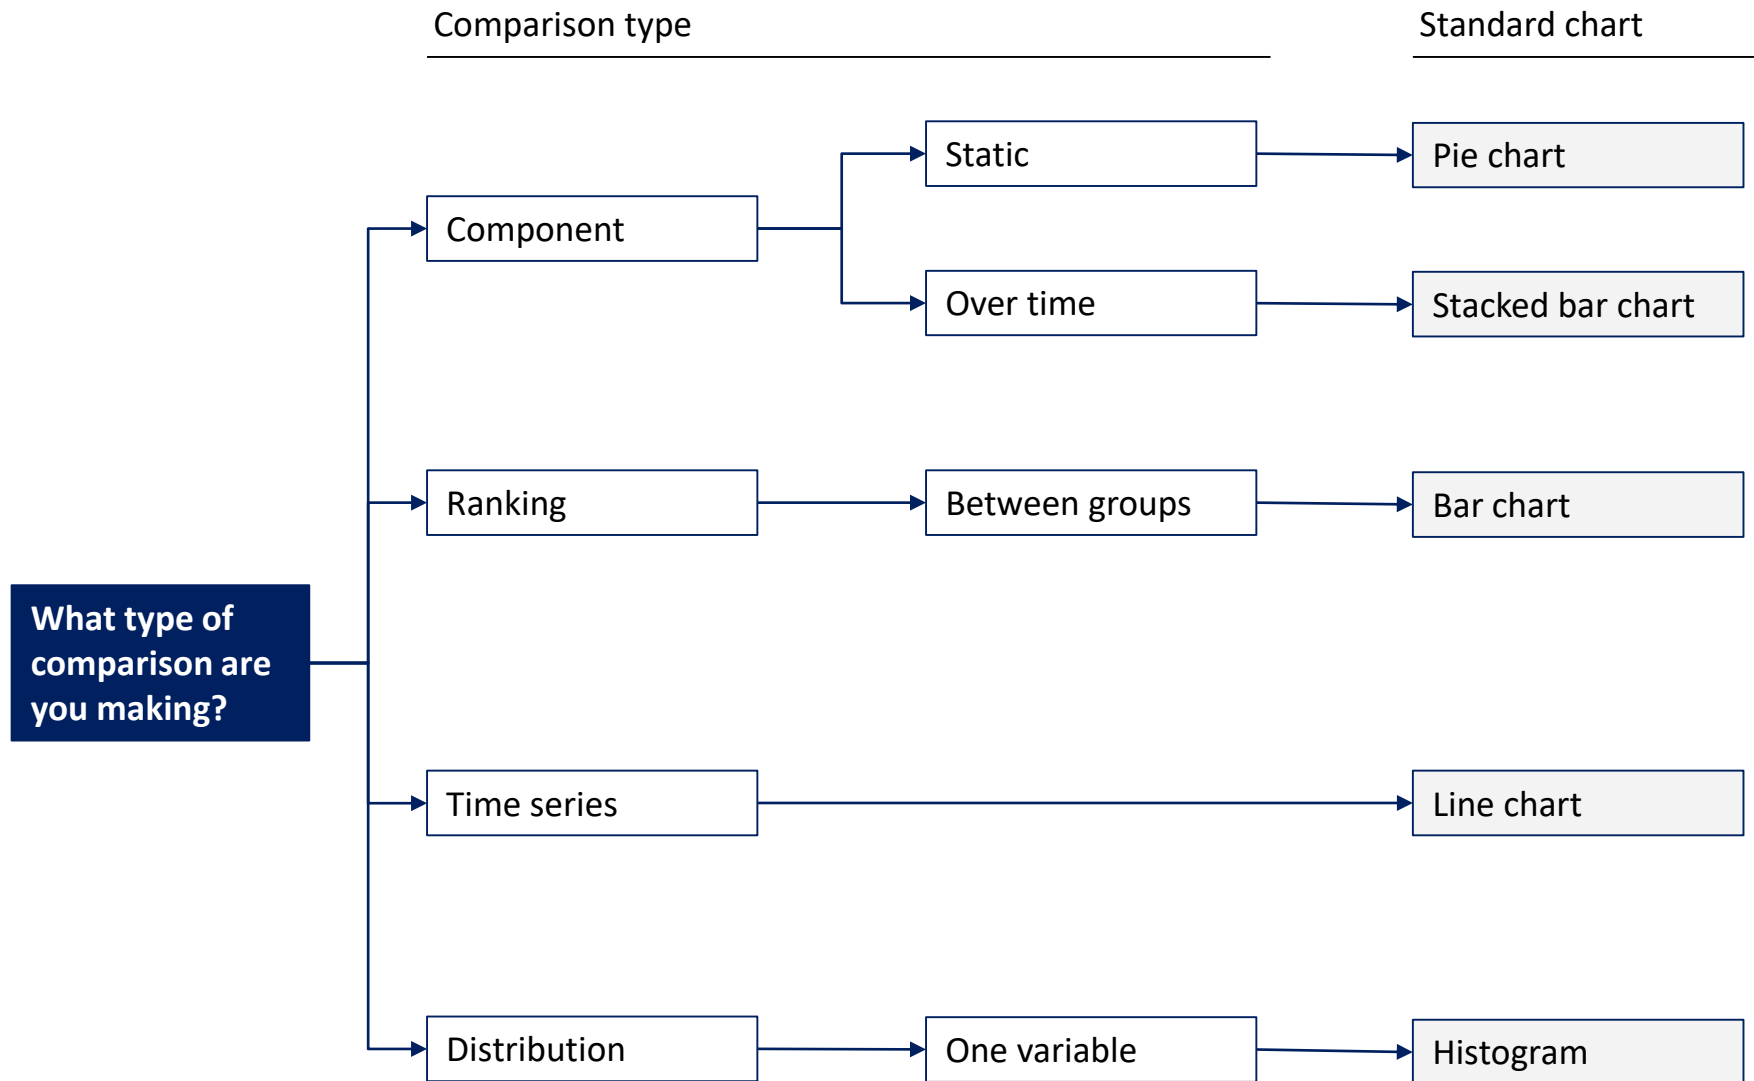 Comparison type
Standard chart
Static
Pie chart
Component
Over time
Stacked bar chart
Ranking
Between groups
Bar chart
What type of
comparison are
you making?
Time series
Line chart
Distribution
One variable
Histogram